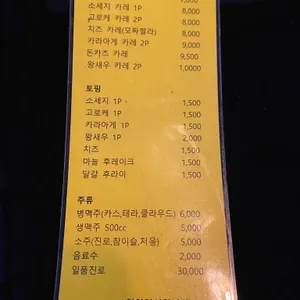 소세지 카레 1P 8,000
고로케 카레 2P 8,000
치즈 카레(모짜렐라) 8,000
카라아게 카레 2P 9,000
돈카츠 카레 9,500
왕새우 카레 2P 1,0000
토핑
소세지 1P 1,500
고로케 1P 1,500
카라아게 1P 1,500
왕새우 1P 2,000
치즈 1,500
마늘 후레이크 1,500
달걀 후라이 1,500
주류
병맥주(카스,테라,클라우드) 6,000
생맥주 500cc 5,000
소주(진로,참이슬,처음) 5,000
음료수 2,000
일품진로 30,000